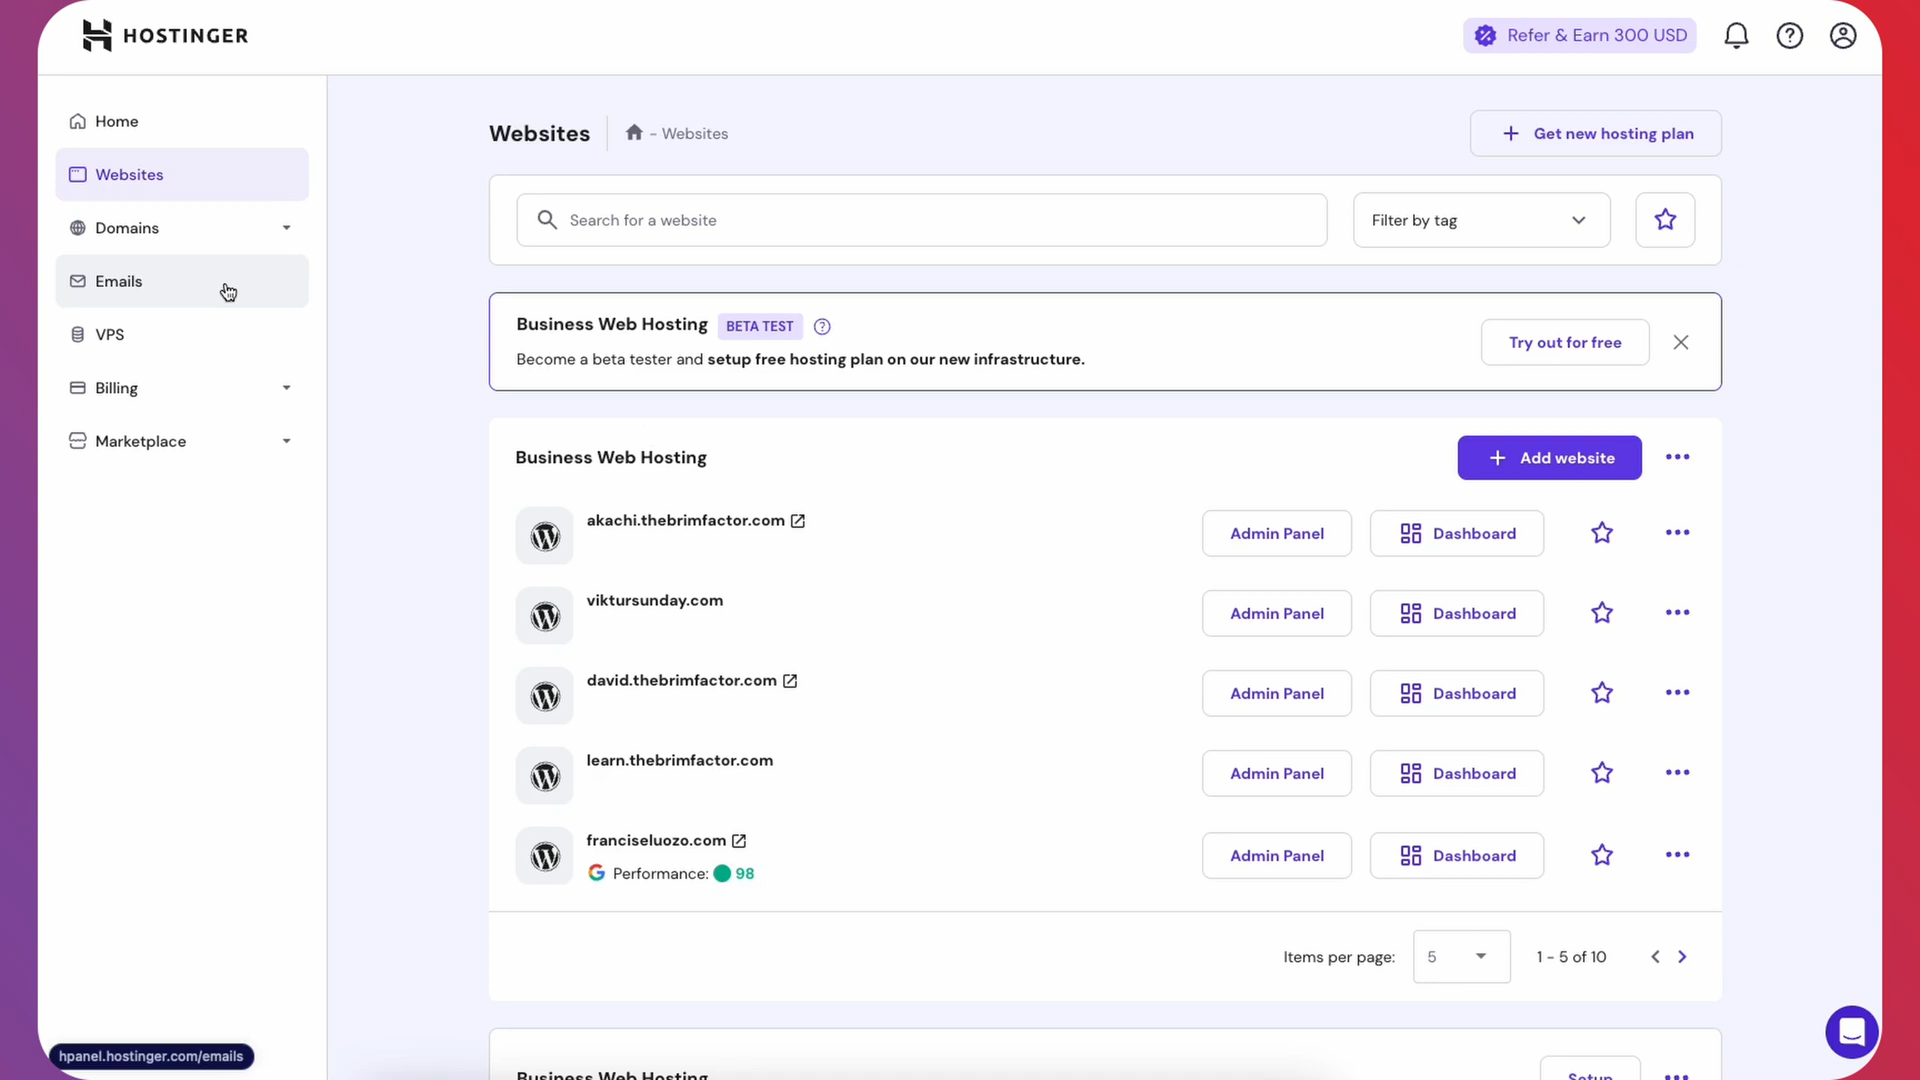 HOSTINGER
Refer & Earn 300 USD
Home
Websites
Domains
Emails
VPS
Billing
Marketplace
Websites
- Websites
Get new hosting plan
Search for a website
Filter by tag
Business Web Hosting BETA TEST
Become a beta tester and setup free hosting plan on our new infrastructure.
Try out for free
Business Web Hosting
Add website
akachi.thebrimfactor.com
Admin Panel
Dashboard
viktursunday.com
Admin Panel
Dashboard
david.thebrimfactor.com
Admin Panel
Dashboard
learn.thebrimfactor.com
Admin Panel
Dashboard
franciseluozo.com
Performance: 98
Admin Panel
Dashboard
Items per page: 5 1 - 5 of 10
Business Web Hosting
Setup
hpanel.hostinger.com/emails